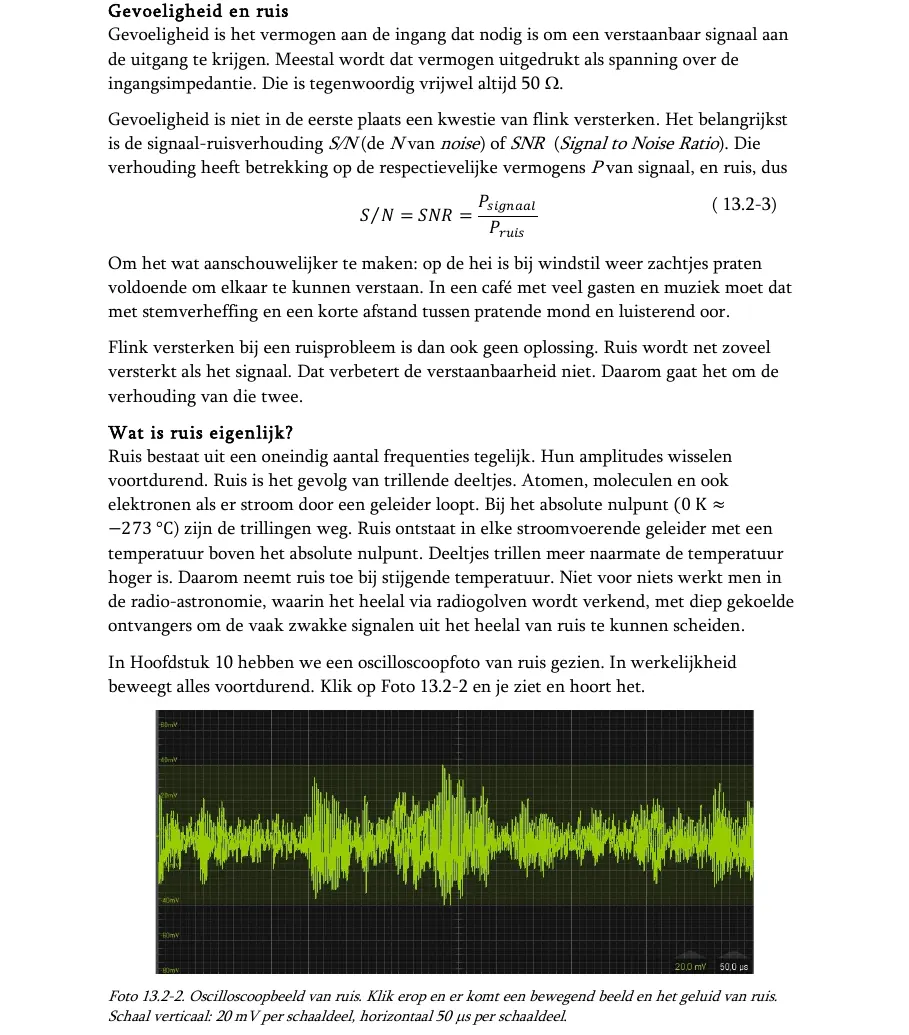 Gevoeligheid en ruis
Gevoeligheid is het vermogen aan de ingang dat nodig is om een verstaanbaar signaal aan
de uitgang te krijgen. Meestal wordt dat vermogen uitgedrukt als spanning over de
ingangsimpedantie. Die is tegenwoordig vrijwel altijd 50 Ω.
Gevoeligheid is niet in de eerste plaats een kwestie van flink versterken. Het belangrijkst
is de signaal-ruisverhouding S/N (de N van noise) of SNR (Signal to Noise Ratio). Die
verhouding heeft betrekking op de respectievelijke vermogens P van signaal, en ruis, dus
S/N = SNR = P_signaal / P_ruis ( 13.2-3)
Om het wat aanschouwelijker te maken: op de hei is bij windstil weer zachtjes praten
voldoende om elkaar te kunnen verstaan. In een café met veel gasten en muziek moet dat
met stemverheffing en een korte afstand tussen pratende mond en luisterend oor.
Flink versterken bij een ruisprobleem is dan ook geen oplossing. Ruis wordt net zoveel
versterkt als het signaal. Dat verbetert de verstaanbaarheid niet. Daarom gaat het om de
verhouding van die twee.
Wat is ruis eigenlijk?
Ruis bestaat uit een oneindig aantal frequenties tegelijk. Hun amplitudes wisselen
voortdurend. Ruis is het gevolg van trillende deeltjes. Atomen, moleculen en ook
elektronen als er stroom door een geleider loopt. Bij het absolute nulpunt (0 K ≈
−273 °C) zijn de trillingen weg. Ruis ontstaat in elke stroomvoerende geleider met een
temperatuur boven het absolute nulpunt. Deeltjes trillen meer naarmate de temperatuur
hoger is. Daarom neemt ruis toe bij stijgende temperatuur. Niet voor niets werkt men in
de radio-astronomie, waarin het heelal via radiogolven wordt verkend, met diep gekoelde
ontvangers om de vaak zwakke signalen uit het heelal van ruis te kunnen scheiden.
In Hoofdstuk 10 hebben we een oscilloscoopfoto van ruis gezien. In werkelijkheid
beweegt alles voortdurend. Klik op Foto 13.2-2 en je ziet en hoort het.
40mV
20mV
-40mV
-60mV
20,0 mV 50,0 µs
Foto 13.2-2. Oscilloscoopbeeld van ruis. Klik erop en er komt een bewegend beeld en het geluid van ruis.
Schaal verticaal: 20 mV per schaaldeel, horizontaal 50 µs per schaaldeel.